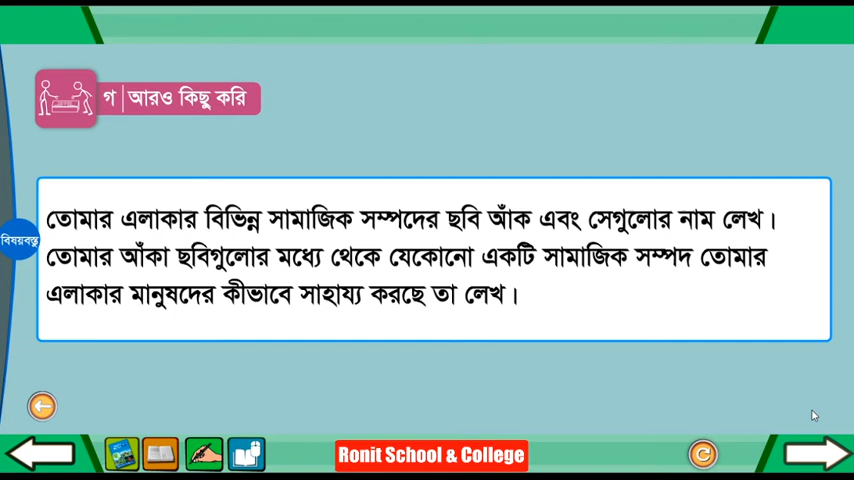 গ | আরও কিছু করি
তোমার এলাকার বিভিন্ন সামাজিক সম্পদের ছবি আঁক এবং সেগুলোর নাম লেখ।
বিষয়বস্তু
তোমার আঁকা ছবিগুলোর মধ্যে থেকে যেকোনো একটি সামাজিক সম্পদ তোমার
এলাকার মানুষদের কীভাবে সাহায্য করছে তা লেখ।
Ronit School & College